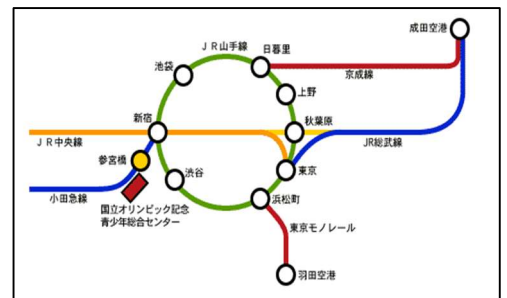 成田空港
ＪＲ山手線
日暮里
池袋
京成線
上野
新宿
秋葉原
ＪＲ中央線
JR総武線
参宮橋
渋谷
東京
小田急線
国立オリンピック記念
青少年総合センター
浜松町
東京モノレール
羽田空港